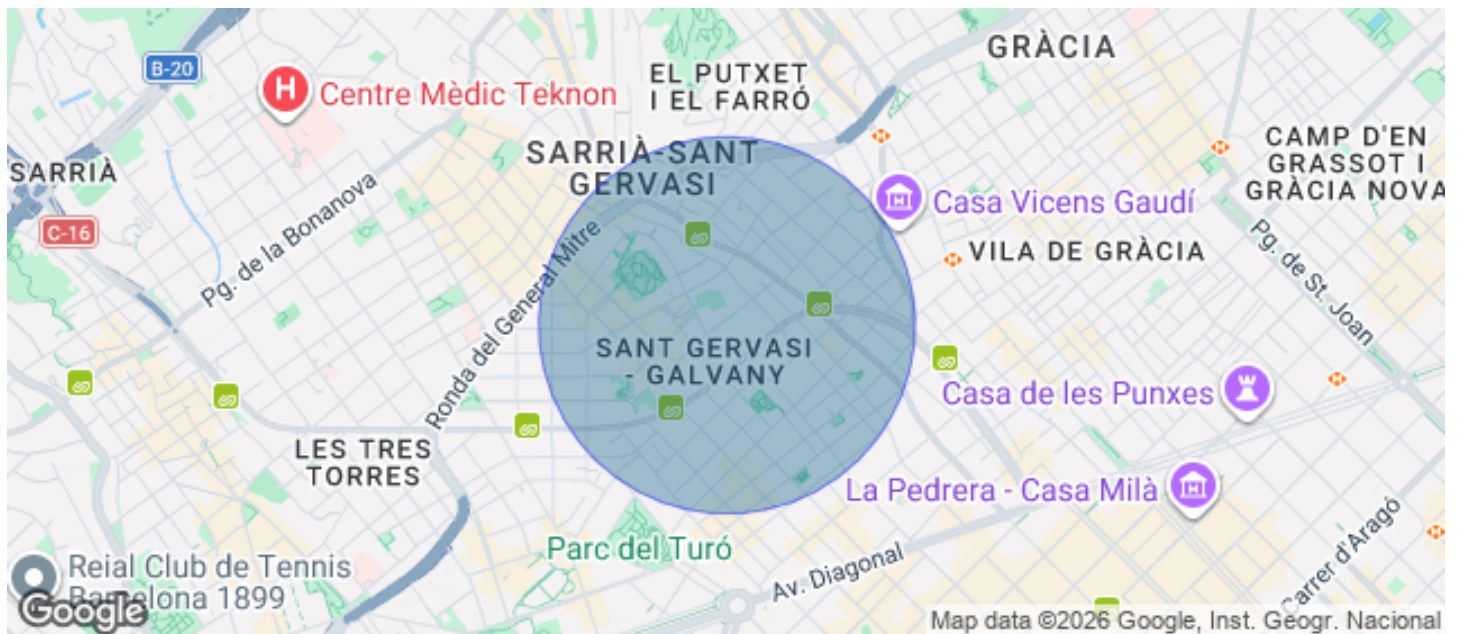 B-20
H
Centre Mèdic Teknon
EL PUTXET
I EL FARRÓ
GRÀCIA
SARRIÀ
SARRIÀ-SANT
GERVASI
CAMP D'EN
GRASSOT I
GRÀCIA NOVA
C-16
Pg. de la Bonanova
Casa Vicens Gaudí
VILA DE GRÀCIA
Pg. de St. Joan
Ronda del General Mitre
SANT GERVASI
- GALVANY
Casa de les Punxes
LES TRES
TORRES
La Pedrera - Casa Milà
Parc del Turó
Av. Diagonal
Carrer d'Aragó
Reial Club de Tennis
Barcelona 1899
Google
Map data ©2026 Google, Inst. Geogr. Nacional